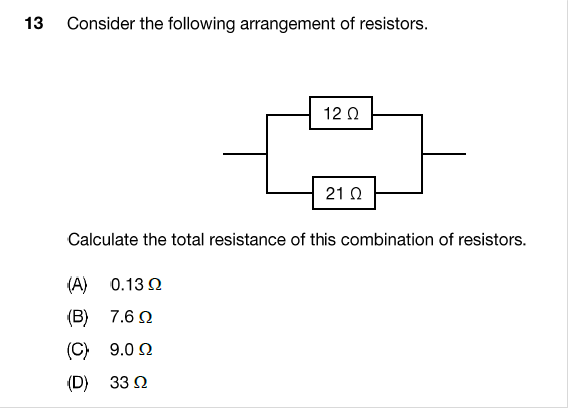 13 Consider the following arrangement of resistors.
12 Ω
21 Ω
Calculate the total resistance of this combination of resistors.
(A) 0.13 Ω
(B) 7.6 Ω
(C) 9.0 Ω
(D) 33 Ω